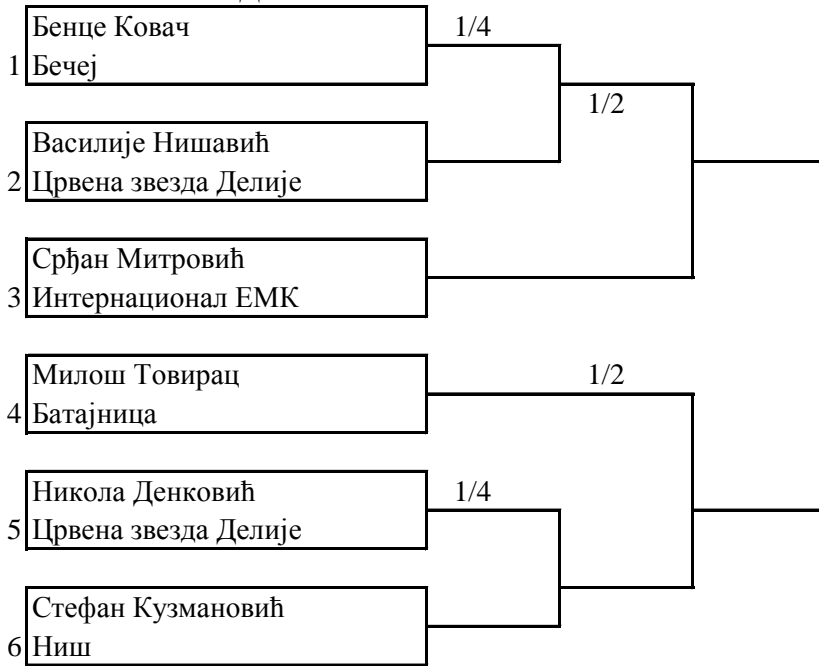 Бенце Ковач 1/4
1 Бечеј
1/2
Василије Нишавић
2 Црвена звезда Делије
Срђан Митровић
3 Интернационал ЕМК
Милош Товирац 1/2
4 Батајница
Никола Денковић 1/4
5 Црвена звезда Делије
Стефан Кузмановић
6 Ниш